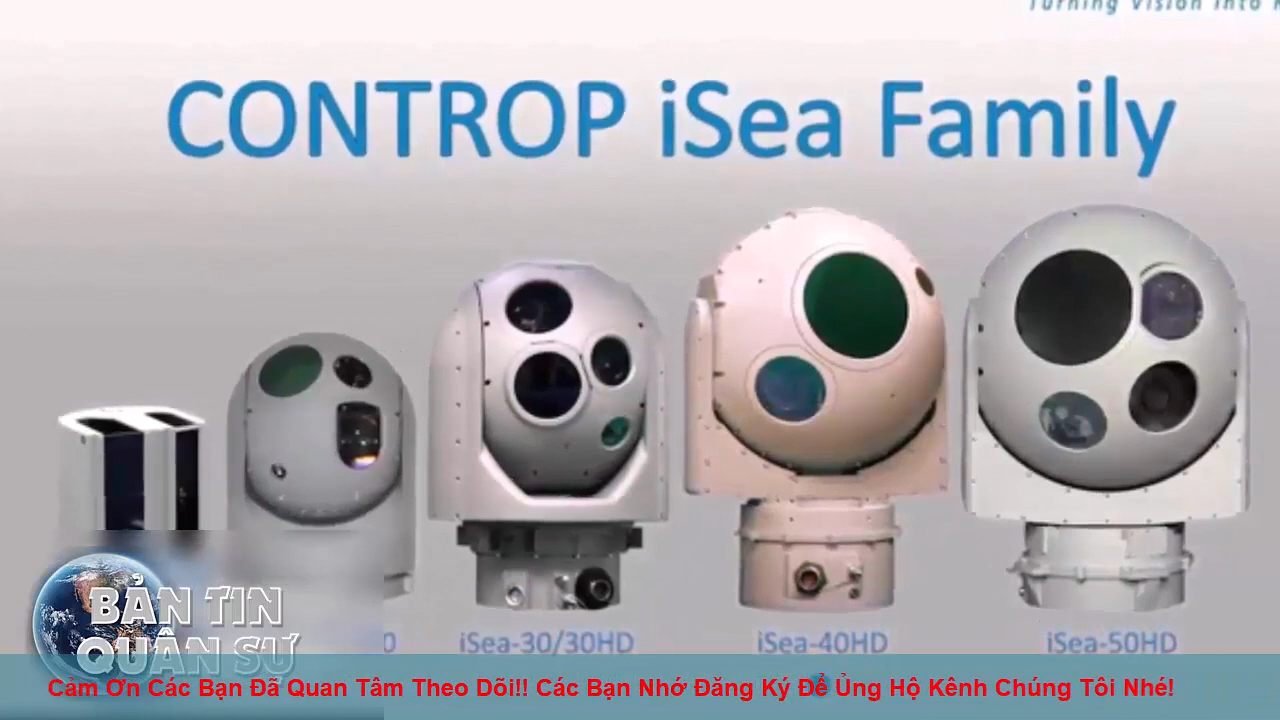 Turning Vision Into
CONTROP iSea Family
iSea-30/30HD
iSea-40HD
iSea-50HD
BẢN TIN
QUÂN SỰ
Cảm Ơn Các Bạn Đã Quan Tâm Theo Dõi!! Các Bạn Nhớ Đăng Ký Để Ủng Hộ Kênh Chúng Tôi Nhé!